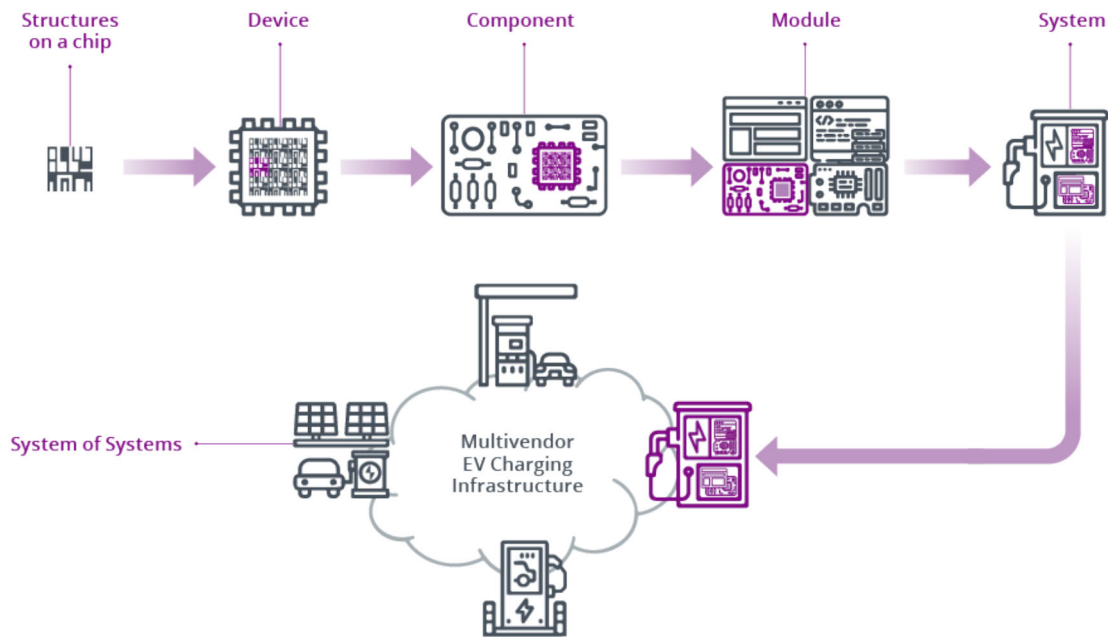 Structures
on a chip
Device
Component
Module
System
</>
System of Systems
Multivendor
EV Charging
Infrastructure